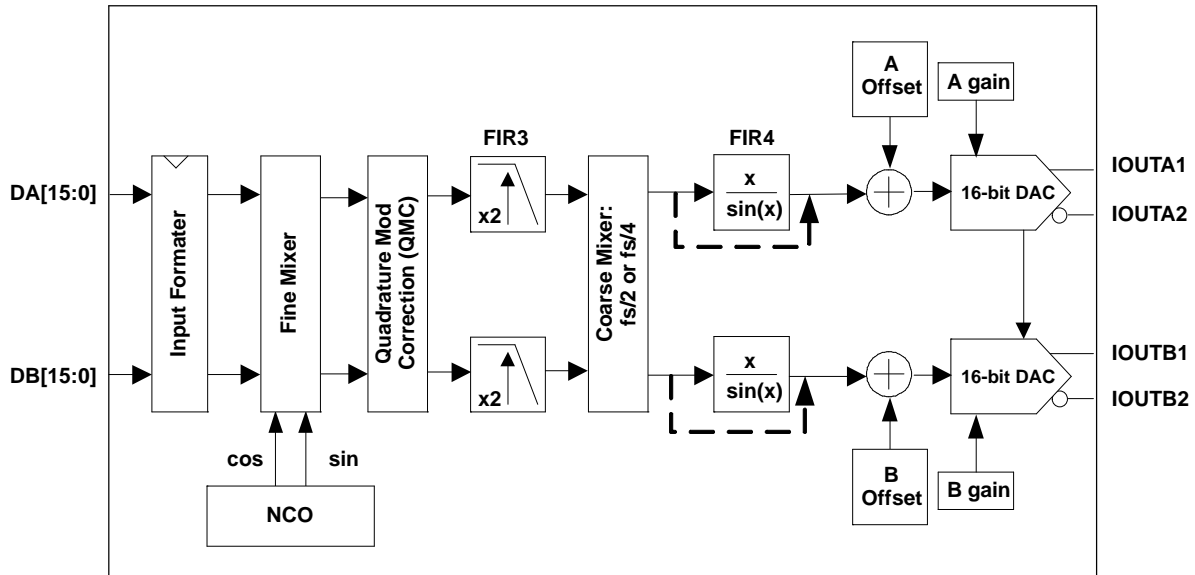 A
Offset
A gain
FIR3
FIR4
DA[15:0]
Input Formater
Fine Mixer
Quadrature Mod
Correction (QMC)
x2
Coarse Mixer:
fs/2 or fs/4
x
sin(x)
16-bit DAC
IOUTA1
IOUTA2
DB[15:0]
x2
x
sin(x)
16-bit DAC
IOUTB1
IOUTB2
cos
sin
NCO
B
Offset
B gain